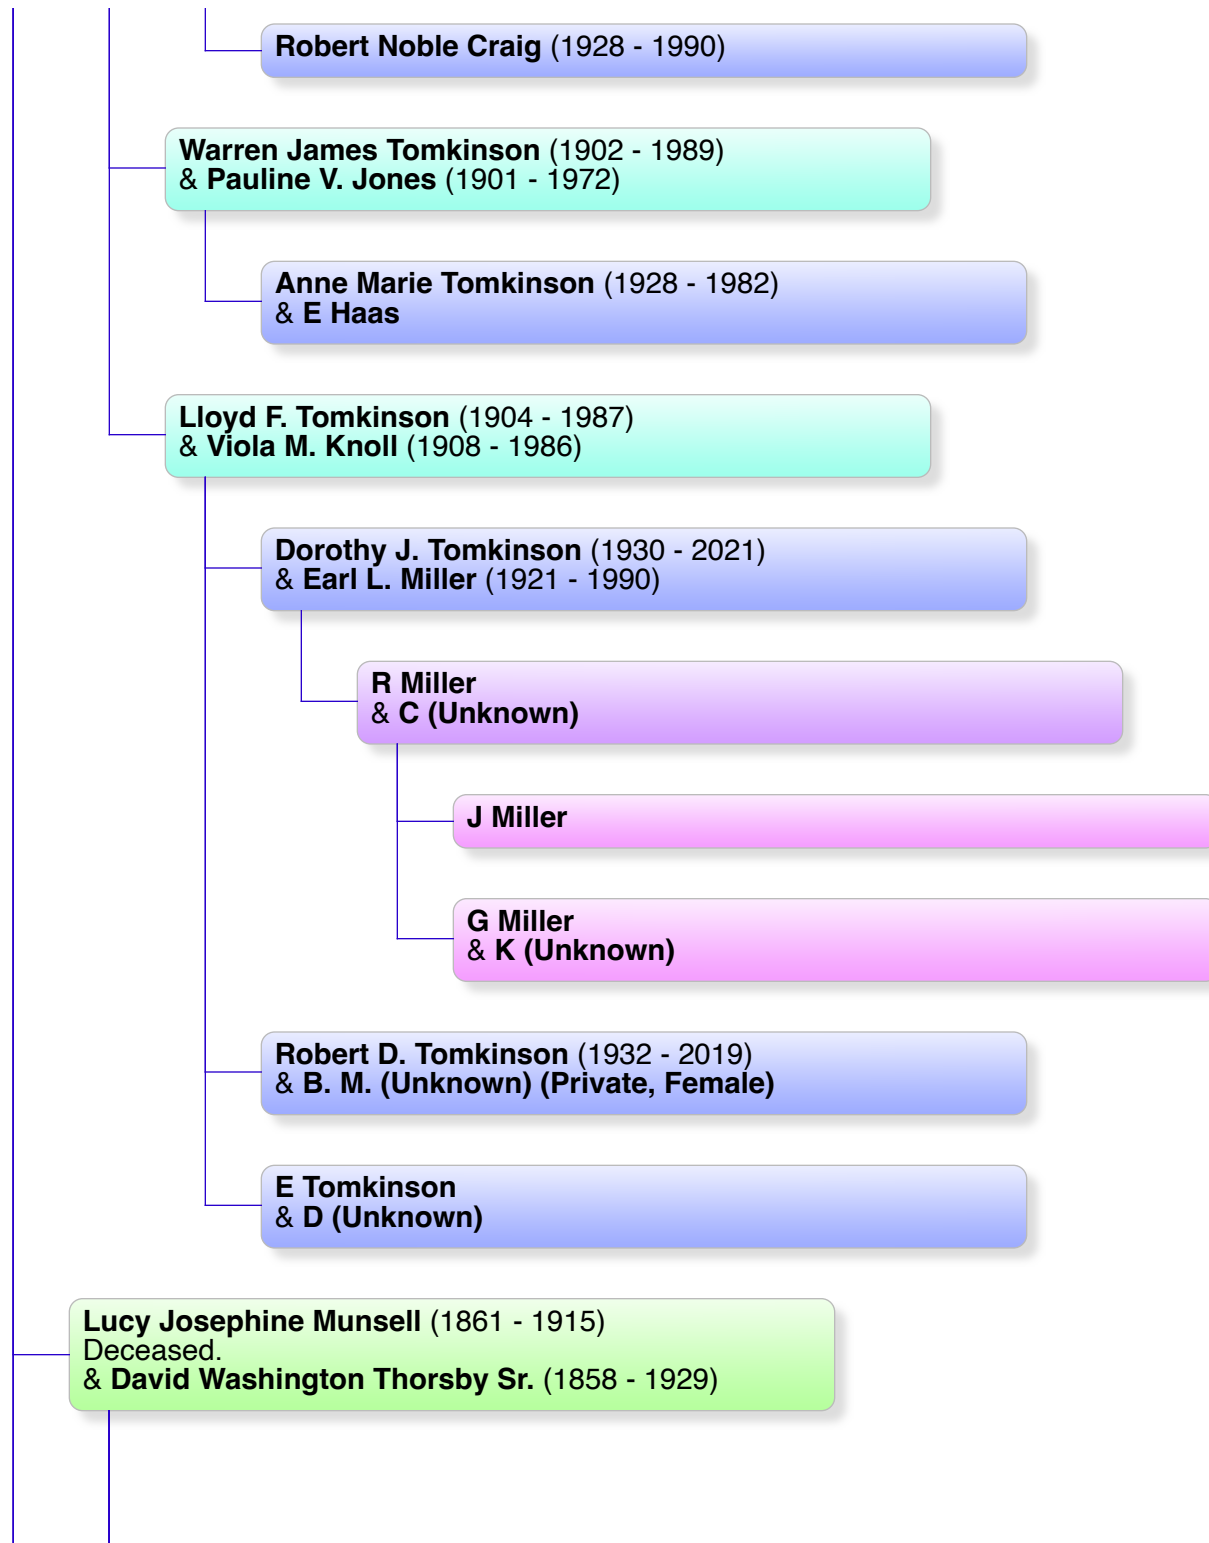 Robert Noble Craig (1928 - 1990)
Warren James Tomkinson (1902 - 1989)
& Pauline V. Jones (1901 - 1972)
Anne Marie Tomkinson (1928 - 1982)
& E Haas
Lloyd F. Tomkinson (1904 - 1987)
& Viola M. Knoll (1908 - 1986)
Dorothy J. Tomkinson (1930 - 2021)
& Earl L. Miller (1921 - 1990)
R Miller
& C (Unknown)
J Miller
G Miller
& K (Unknown)
Robert D. Tomkinson (1932 - 2019)
& B. M. (Unknown) (Private, Female)
E Tomkinson
& D (Unknown)
Lucy Josephine Munsell (1861 - 1915)
Deceased.
& David Washington Thorsby Sr. (1858 - 1929)